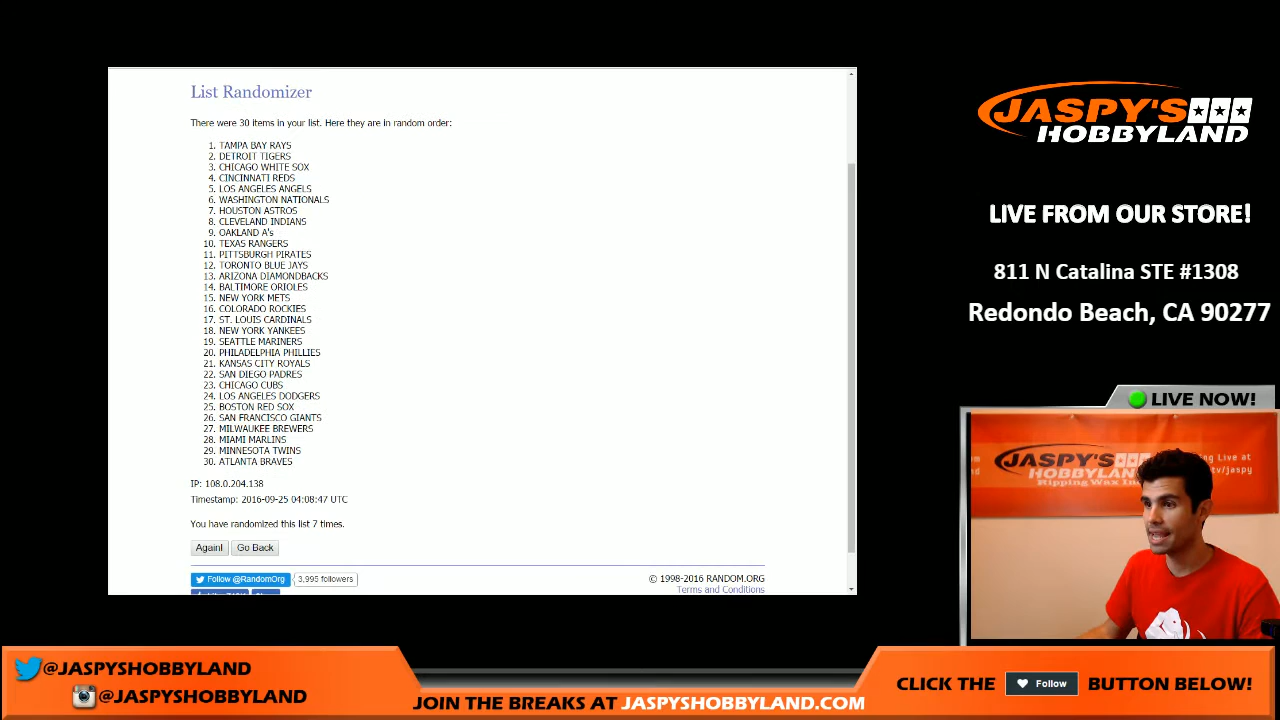 List Randomizer
There were 30 items in your list. Here they are in random order:
1. TAMPA BAY RAYS
2. DETROIT TIGERS
3. CHICAGO WHITE SOX
4. CINCINNATI REDS
5. LOS ANGELES ANGELS
6. WASHINGTON NATIONALS
7. HOUSTON ASTROS
8. CLEVELAND INDIANS
9. OAKLAND A's
10. TEXAS RANGERS
11. PITTSBURGH PIRATES
12. TORONTO BLUE JAYS
13. ARIZONA DIAMONDBACKS
14. BALTIMORE ORIOLES
15. NEW YORK METS
16. COLORADO ROCKIES
17. ST. LOUIS CARDINALS
18. NEW YORK YANKEES
19. SEATTLE MARINERS
20. PHILADELPHIA PHILLIES
21. KANSAS CITY ROYALS
22. SAN DIEGO PADRES
23. CHICAGO CUBS
24. LOS ANGELES DODGERS
25. BOSTON RED SOX
26. SAN FRANCISCO GIANTS
27. MILWAUKEE BREWERS
28. MIAMI MARLINS
29. MINNESOTA TWINS
30. ATLANTA BRAVES
IP: 108.0.204.138
Timestamp: 2016-09-25 04:08:47 UTC
You have randomized this list 7 times.
Again! Go Back
Follow @RandomOrg 3,995 followers
© 1998-2016 RANDOM.ORG
Terms and Conditions
JASPY'S
HOBBYLAND
LIVE FROM OUR STORE!
811 N Catalina STE #1308
Redondo Beach, CA 90277
LIVE NOW!
JASPY'S
HOBBYLAND
Ripping Wax
ing Live at
tv/jaspy
@JASPYSHOBBYLAND
@JASPYSHOBBYLAND
JOIN THE BREAKS AT JASPYSHOBBYLAND.COM
CLICK THE Follow BUTTON BELOW!